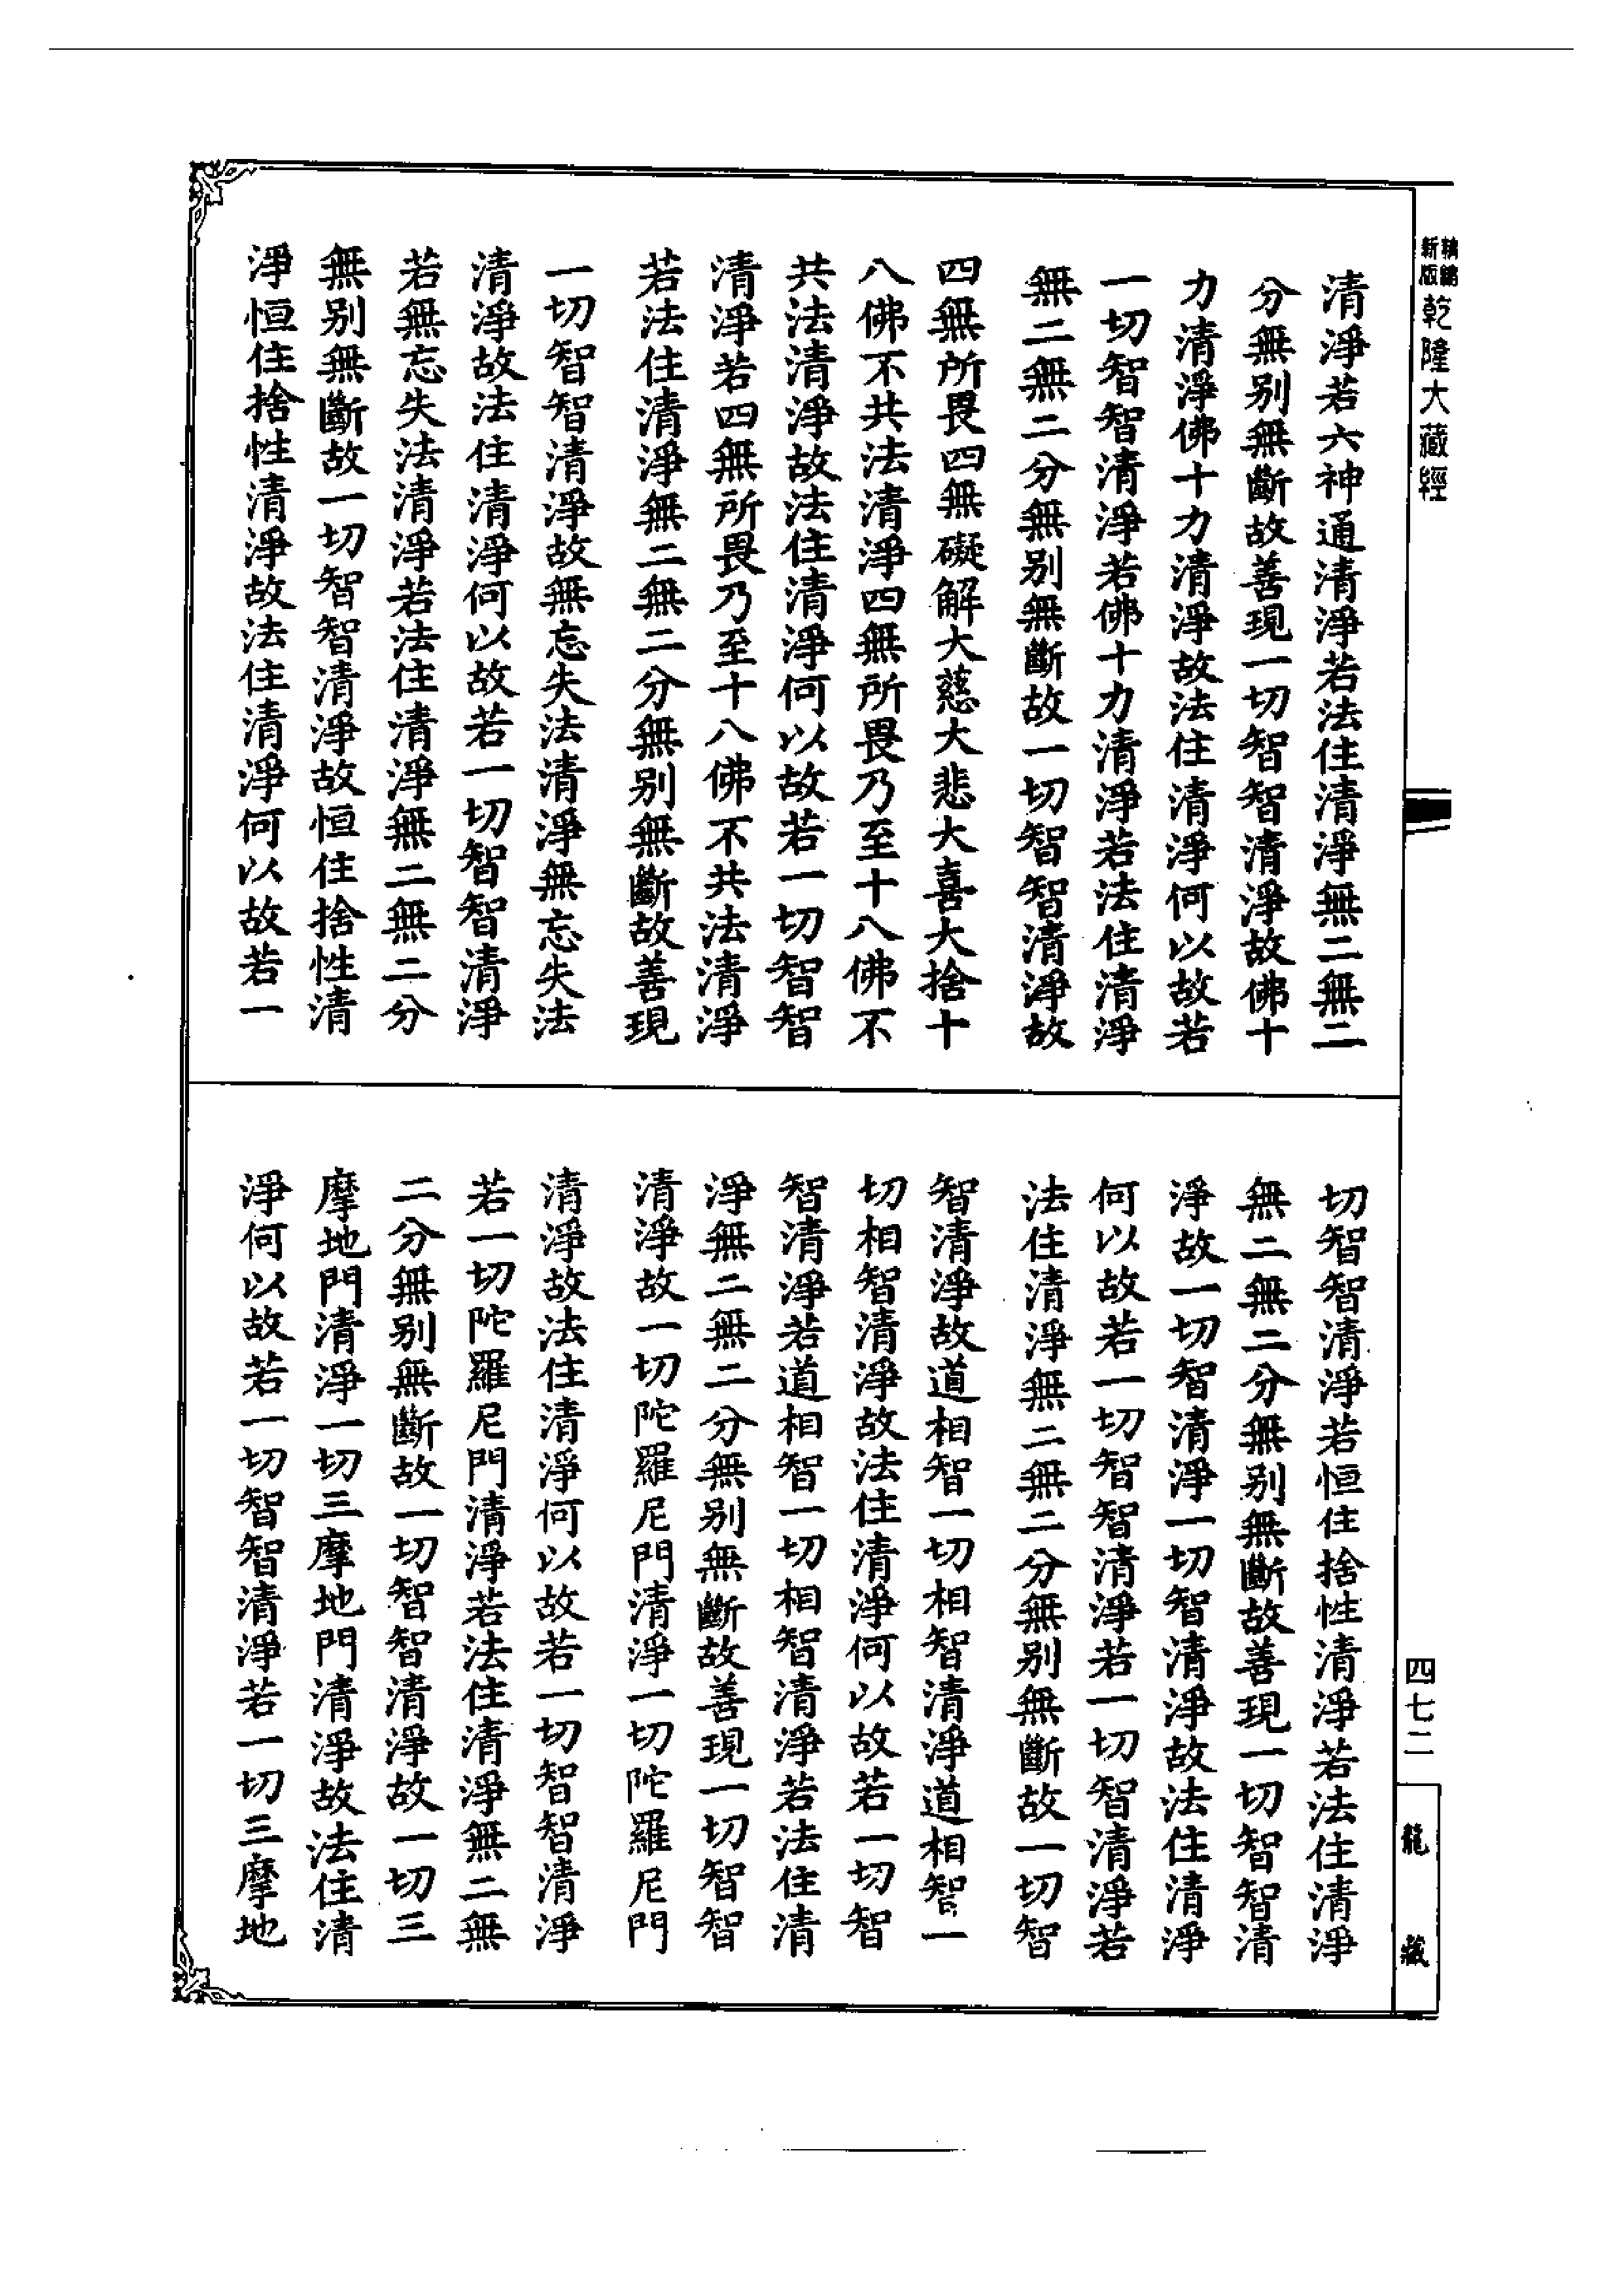 新版精縮乾隆大藏經
清淨若六神通清淨若法住清淨無二無二
分無別無斷故善現一切智智清淨故佛十
力清淨佛十力清淨故法住清淨何以故若
一切智智清淨若佛十力清淨若法住清淨
無二無二分無別無斷故一切智智清淨故
四無所畏四無礙解大慈大悲大喜大捨十
八佛不共法清淨四無所畏乃至十八佛不
共法清淨故法住清淨何以故若一切智智
清淨若四無所畏乃至十八佛不共法清淨
若法住清淨無二無二分無別無斷故善現
一切智智清淨故無忘失法清淨無忘失法
清淨故法住清淨何以故若一切智智清淨
若無忘失法清淨若法住清淨無二無二分
無別無斷故一切智智清淨故恒住捨性清
淨恒住捨性清淨故法住清淨何以故若一
切智智清淨若恒住捨性清淨若法住清淨
無二無二分無別無斷故善現一切智智清
淨故一切智清淨一切智清淨故法住清淨
何以故若一切智智清淨若一切智清淨若
法住清淨無二無二分無別無斷故一切智
智清淨故道相智一切相智清淨道相智一
切相智清淨故法住清淨何以故若一切智
智清淨若道相智一切相智清淨若法住清
淨無二無二分無別無斷故善現一切智智
清淨故一切陀羅尼門清淨一切陀羅尼門
清淨故法住清淨何以故若一切智智清淨
若一切陀羅尼門清淨若法住清淨無二無
二分無別無斷故一切智智清淨故一切三
摩地門清淨一切三摩地門清淨故法住清
淨何以故若一切智智清淨若一切三摩地
四七二
龍藏